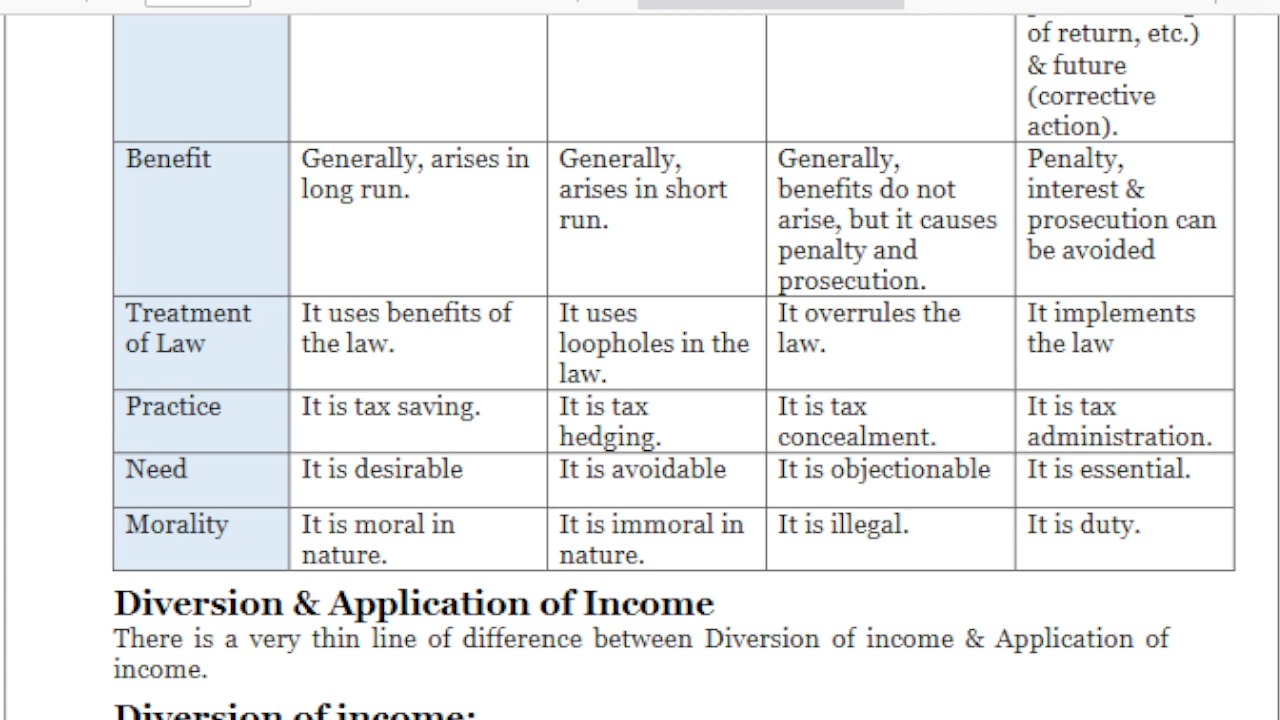 of return, etc.)
& future
(corrective
action).
Benefit
Generally, arises in
long run.
Generally,
arises in short
run.
Generally,
benefits do not
arise, but it causes
penalty and
prosecution.
Penalty,
interest &
prosecution can
be avoided
Treatment
of Law
It uses benefits of
the law.
It uses
loopholes in the
law.
It overrules the
law.
It implements
the law
Practice
It is tax saving.
It is tax
hedging.
It is tax
concealment.
It is tax
administration.
Need
It is desirable
It is avoidable
It is objectionable
It is essential.
Morality
It is moral in
nature.
It is immoral in
nature.
It is illegal.
It is duty.
Diversion & Application of Income
There is a very thin line of difference between Diversion of income & Application of
income.
Diversion of income: